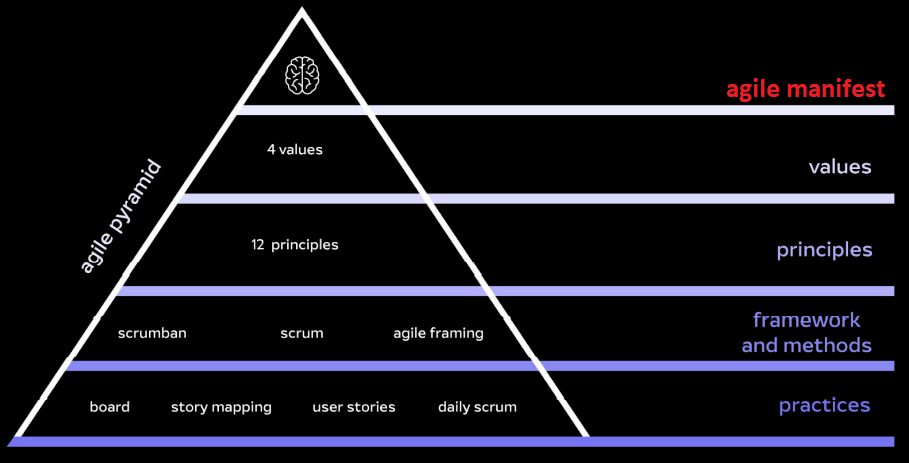 agile manifest
agile pyramid
4 values
values
12 principles
principles
scrumban scrum agile framing
framework
and methods
board story mapping user stories daily scrum
practices